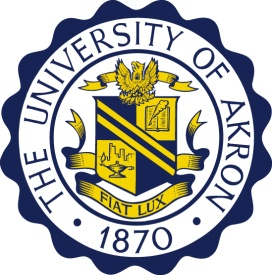 THE UNIVERSITY OF AKRON
FIAT LUX
• 1870 •